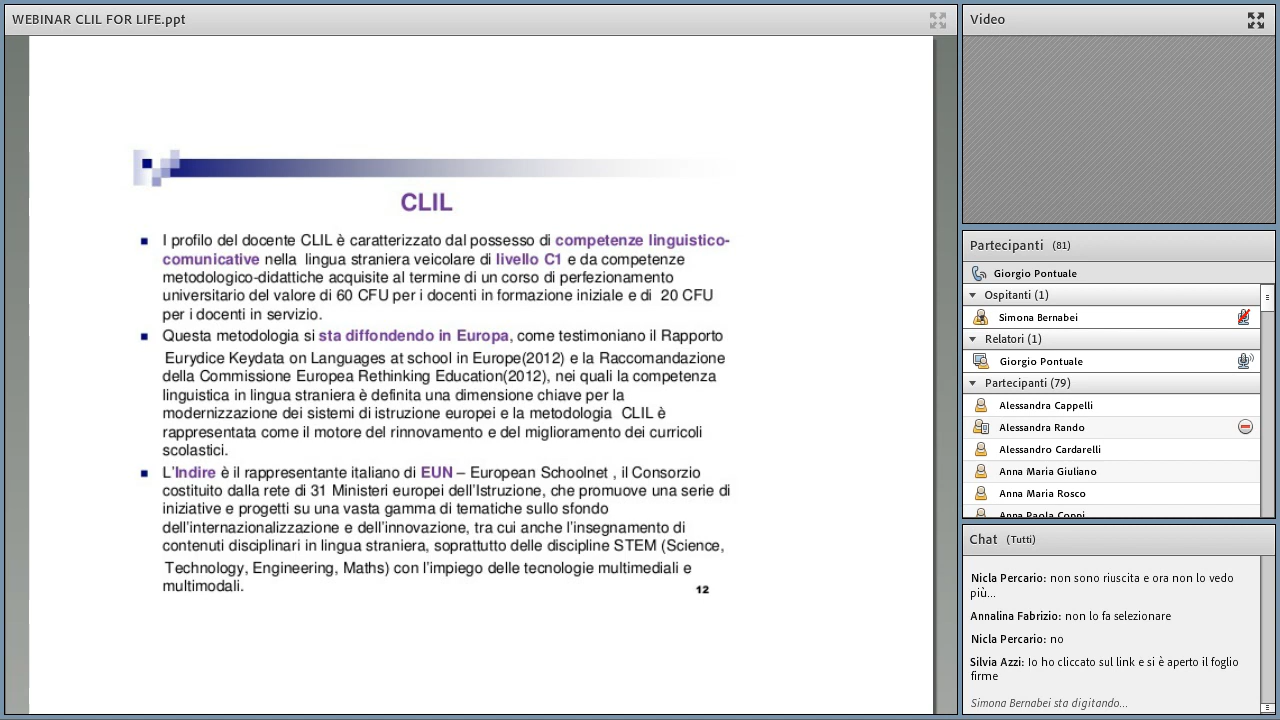 WEBINAR CLIL FOR LIFE.ppt
CLIL
I profilo del docente CLIL è caratterizzato dal possesso di competenze linguistico-
comunicative nella lingua straniera veicolare di livello C1 e da competenze
metodologico-didattiche acquisite al termine di un corso di perfezionamento
universitario del valore di 60 CFU per i docenti in formazione iniziale e di 20 CFU
per i docenti in servizio.
Questa metodologia si sta diffondendo in Europa, come testimoniano il Rapporto
Eurydice Keydata on Languages at school in Europe(2012) e la Raccomandazione
della Commissione Europea Rethinking Education(2012), nei quali la competenza
linguistica in lingua straniera è definita una dimensione chiave per la
modernizzazione dei sistemi di istruzione europei e la metodologia CLIL è
rappresentata come il motore del rinnovamento e del miglioramento dei curricoli
scolastici.
L'Indire è il rappresentante italiano di EUN – European Schoolnet , il Consorzio
costituito dalla rete di 31 Ministeri europei dell'Istruzione, che promuove una serie di
iniziative e progetti su una vasta gamma di tematiche sullo sfondo
dell'internazionalizzazione e dell'innovazione, tra cui anche l'insegnamento di
contenuti disciplinari in lingua straniera, soprattutto delle discipline STEM (Science,
Technology, Engineering, Maths) con l'impiego delle tecnologie multimediali e
multimodali.
12
Video
Partecipanti (81)
Giorgio Pontuale
Ospitanti (1)
Simona Bernabei
Relatori (1)
Giorgio Pontuale
Partecipanti (79)
Alessandra Cappelli
Alessandra Rando
Alessandro Cardarelli
Anna Maria Giuliano
Anna Maria Rosco
Anna Paola Coppi
Chat (Tutti)
Nicla Percario: non sono riuscita e ora non lo vedo
più...
Annalina Fabrizio: non lo fa selezionare
Nicla Percario: no
Silvia Azzi: Io ho cliccato sul link e si è aperto il foglio
firme
Simona Bernabei sta digitando...